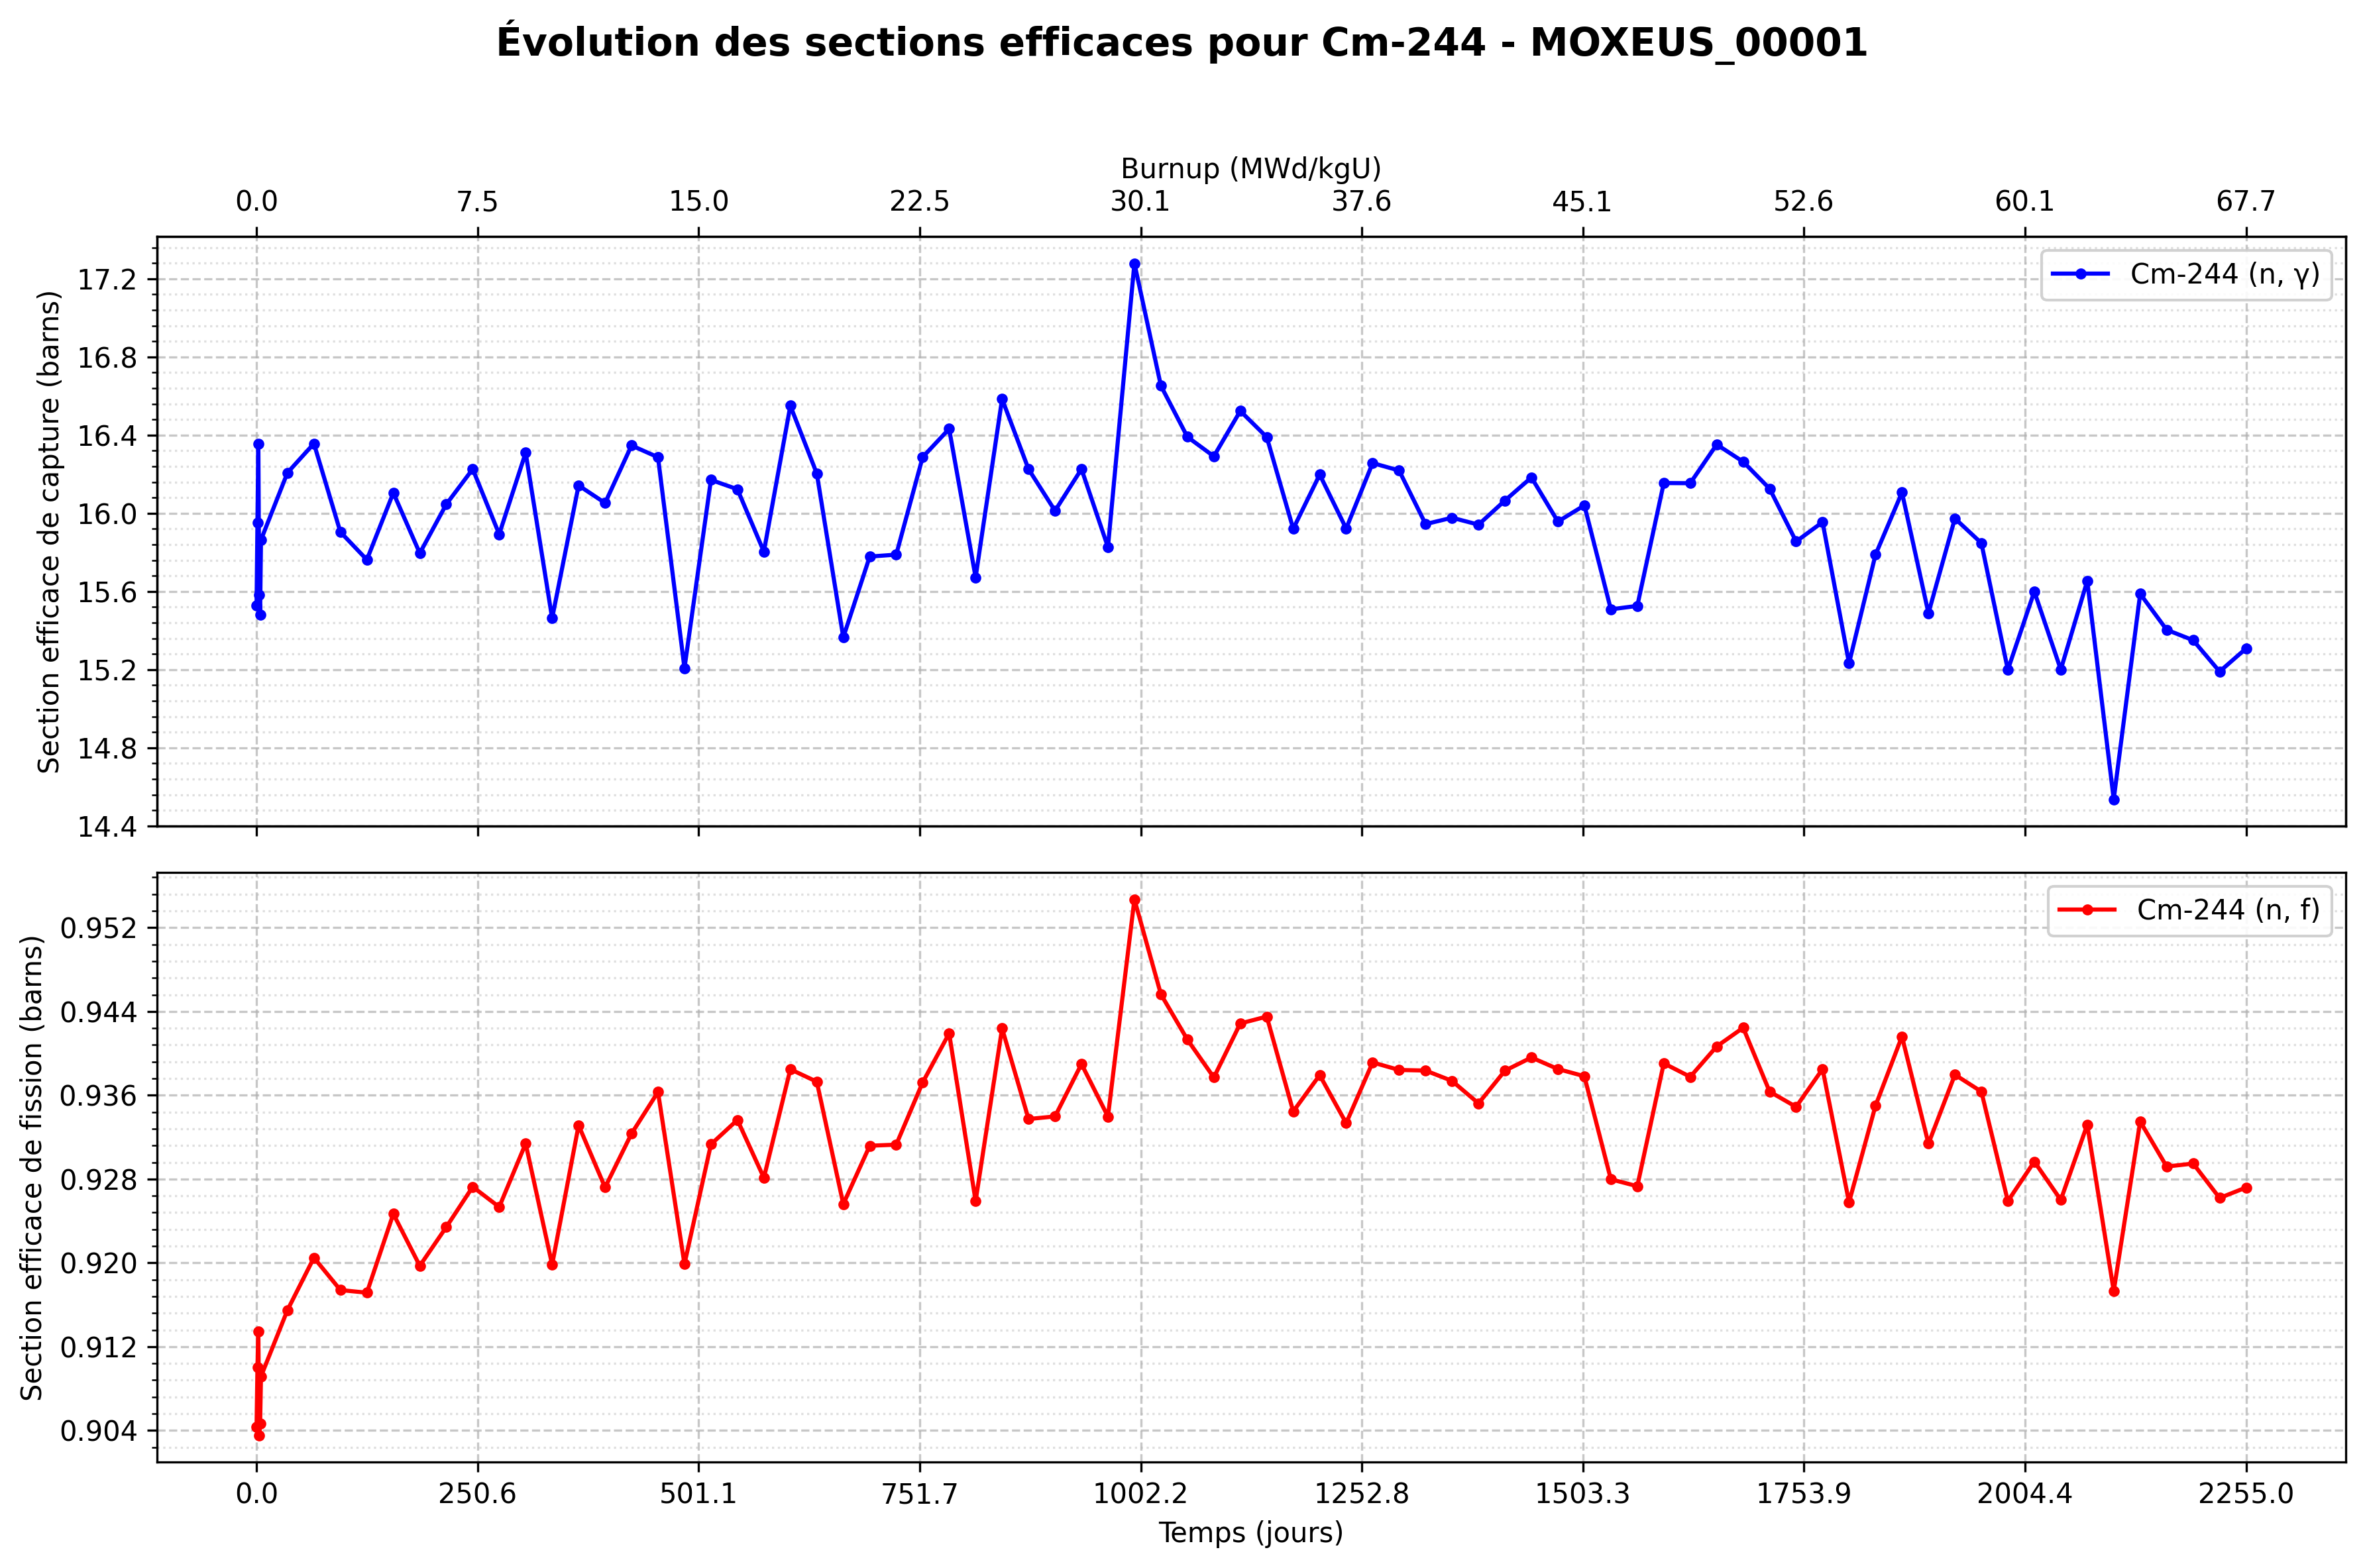 Évolution des sections efficaces pour Cm-244 - MOXEUS_00001
Burnup (MWd/kgU)
0.0 7.5 15.0 22.5 30.1 37.6 45.1 52.6 60.1 67.7
Section efficace de capture (barns)
17.2
16.8
16.4
16.0
15.6
15.2
14.8
14.4
Cm-244 (n, γ)
Section efficace de fission (barns)
0.952
0.944
0.936
0.928
0.920
0.912
0.904
Cm-244 (n, f)
0.0 250.6 501.1 751.7 1002.2 1252.8 1503.3 1753.9 2004.4 2255.0
Temps (jours)